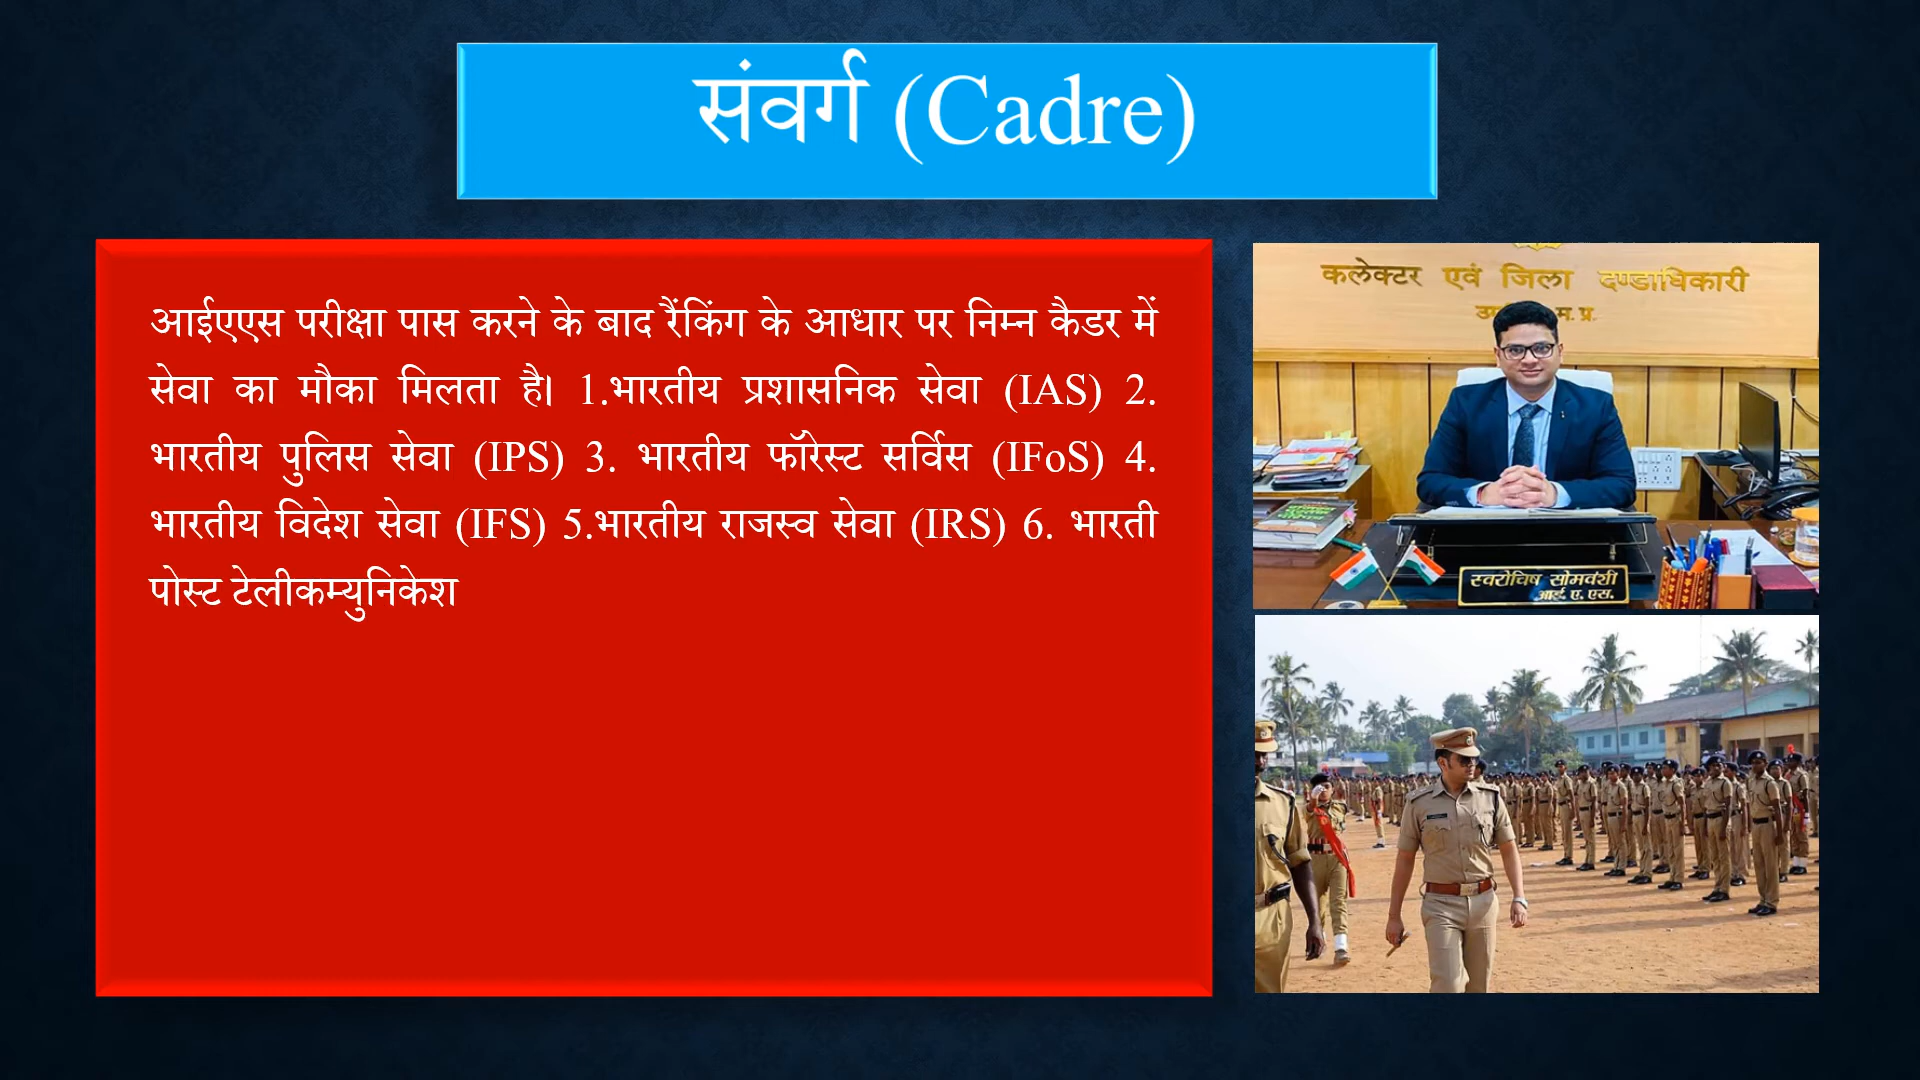 संवर्ग (Cadre)
आईएएस परीक्षा पास करने के बाद रैंकिंग के आधार पर निम्न कैडर में
सेवा का मौका मिलता है। 1.भारतीय प्रशासनिक सेवा (IAS) 2.
भारतीय पुलिस सेवा (IPS) 3. भारतीय फॉरेस्ट सर्विस (IFoS) 4.
भारतीय विदेश सेवा (IFS) 5.भारतीय राजस्व सेवा (IRS) 6. भारती
पोस्ट टेलीकम्युनिकेश
कलेक्टर एवं जिला दण्डाधिकारी
म.प्र.
स्वरोचिष सोमवंशी
आई. ए. एस.